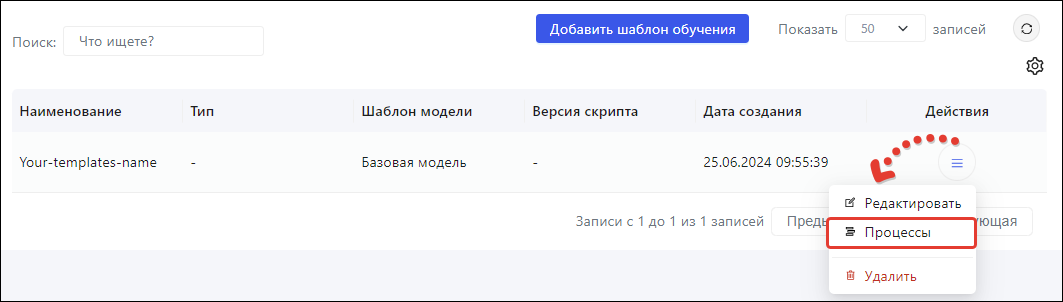 Поиск: Что ищете? Добавить шаблон обучения Показать 50 записей
Наименование Тип Шаблон модели Версия скрипта Дата создания Действия
Your-templates-name - Базовая модель - 25.06.2024 09:55:39
Редактировать
Записи с 1 до 1 из 1 записей Преды ующая
Процессы
Удалить